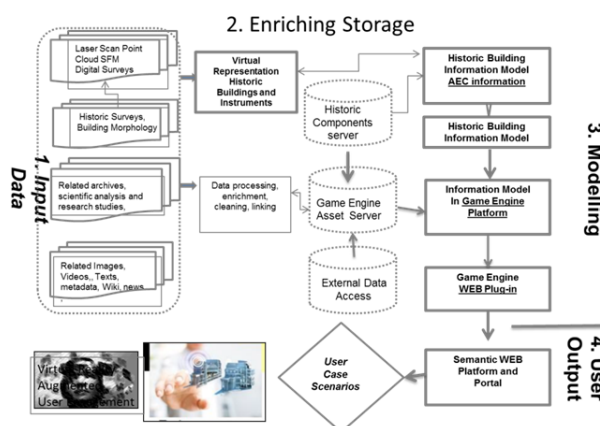 2. Enriching Storage
1. Input
Data
Laser Scan Point
Cloud SFM
Digital Surveys
Historic Surveys,
Building Morphology
Related archives,
scientific analysis and
research studies,
Related Images,
Videos,, Texts,
metadata, Wiki, news
Virtual
Representation
Historic
Buildings and
Instruments
Data processing,
enrichment,
cleaning, linking
Historic
Components
server
Game Engine
Asset Server
External Data
Access
Historic Building
Information Model
AEC information
Historic Building
Information Model
Information Model
In Game Engine
Platform
Game Engine
WEB Plug-in
Semantic WEB
Platform and
Portal
User
Case
Scenarios
3. Modelling
4. User
Output
Augmented
User